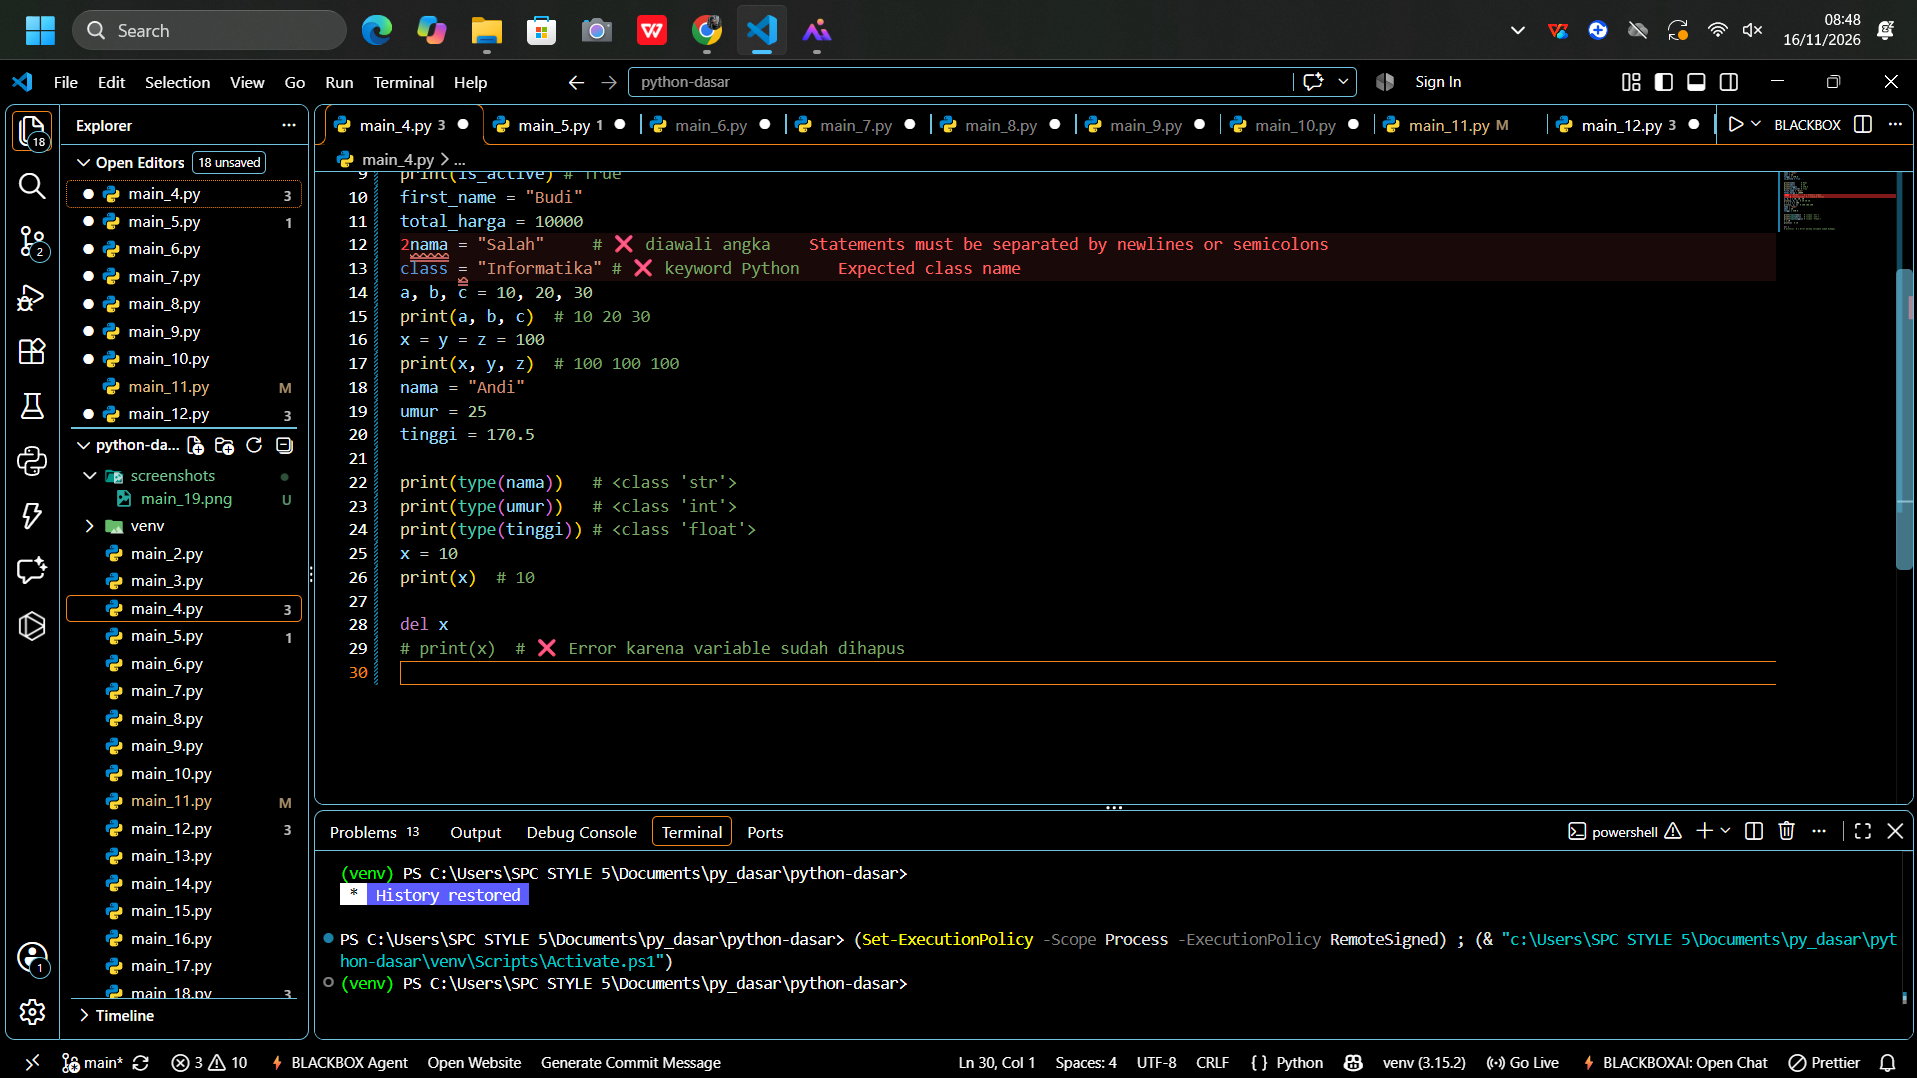 Search
08:48
16/11/2026
File Edit Selection View Go Run Terminal Help
python-dasar
Sign In
Explorer
main_4.py 3
main_5.py 1
main_6.py
main_7.py
main_8.py
main_9.py
main_10.py
main_11.py M
main_12.py 3
BLACKBOX
18
Open Editors 18 unsaved
main_4.py 3
main_5.py 1
main_6.py
main_7.py
main_8.py
main_9.py
main_10.py
main_11.py M
main_12.py 3
2
python-da...
screenshots
main_19.png U
venv
main_2.py
main_3.py
main_4.py 3
main_5.py 1
main_6.py
main_7.py
main_8.py
main_9.py
main_10.py
main_11.py M
main_12.py 3
main_13.py
main_14.py
main_15.py
main_16.py
main_17.py
main_18.py 3
Timeline
1
main_4.py > ...
9 print(is_active) # True
10 first_name = "Budi"
11 total_harga = 10000
12 2nama = "Salah"     # ❌ diawali angka    Statements must be separated by newlines or semicolons
13 class = "Informatika" # ❌ keyword Python    Expected class name
14 a, b, c = 10, 20, 30
15 print(a, b, c)  # 10 20 30
16 x = y = z = 100
17 print(x, y, z)  # 100 100 100
18 nama = "Andi"
19 umur = 25
20 tinggi = 170.5
21
22 print(type(nama))   # <class 'str'>
23 print(type(umur))   # <class 'int'>
24 print(type(tinggi)) # <class 'float'>
25 x = 10
26 print(x)  # 10
27
28 del x
29 # print(x)  # ❌ Error karena variable sudah dihapus
30
Problems 13 Output Debug Console Terminal Ports
powershell
(venv) PS C:\Users\SPC STYLE 5\Documents\py_dasar\python-dasar>
* History restored
PS C:\Users\SPC STYLE 5\Documents\py_dasar\python-dasar> (Set-ExecutionPolicy -Scope Process -ExecutionPolicy RemoteSigned) ; (& "c:\Users\SPC STYLE 5\Documents\py_dasar\pyt
hon-dasar\venv\Scripts\Activate.ps1")
(venv) PS C:\Users\SPC STYLE 5\Documents\py_dasar\python-dasar>
main* 3 10 BLACKBOX Agent Open Website Generate Commit Message Ln 30, Col 1 Spaces: 4 UTF-8 CRLF { } Python venv (3.15.2) Go Live BLACKBOXAI: Open Chat Prettier